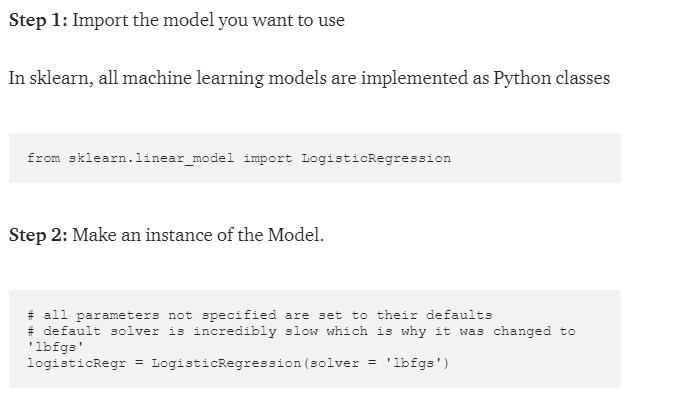 Step 1: Import the model you want to use
In sklearn, all machine learning models are implemented as Python classes
from sklearn.linear_model import LogisticRegression
Step 2: Make an instance of the Model.
# all parameters not specified are set to their defaults
# default solver is incredibly slow which is why it was changed to
'lbfgs'
logisticRegr = LogisticRegression(solver = 'lbfgs')